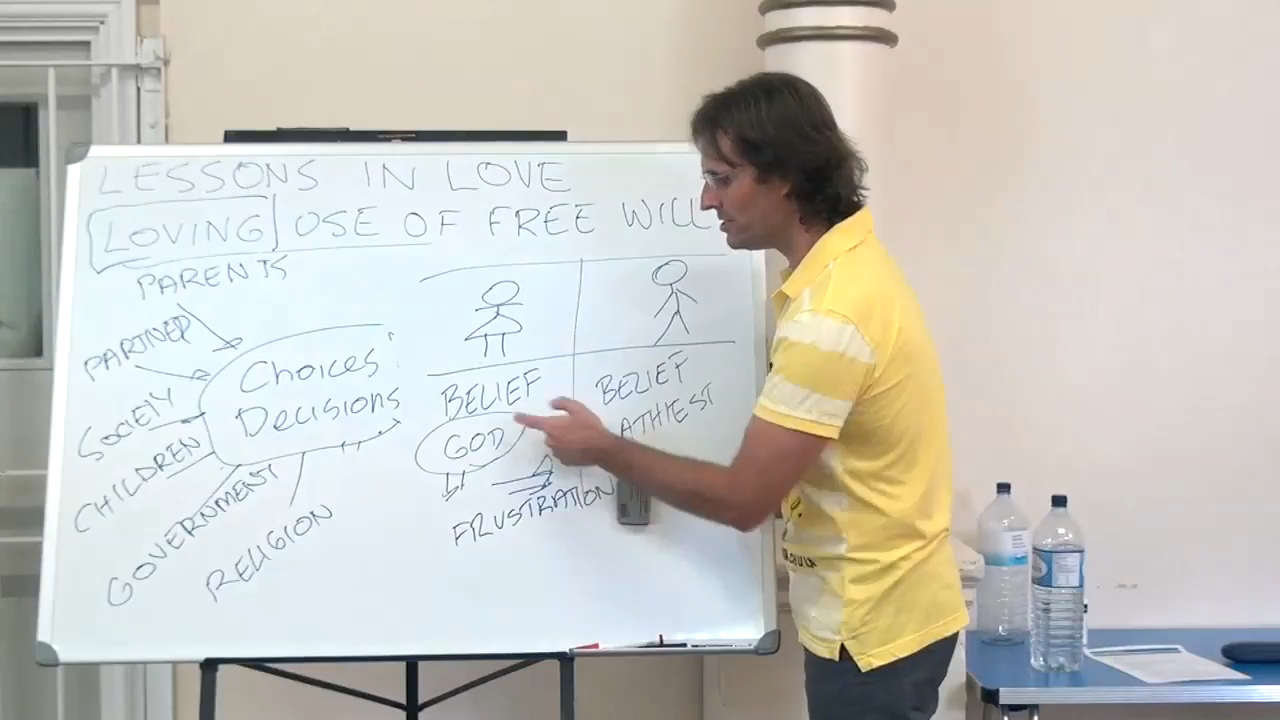 LESSONS IN LOVE
LOVING USE OF FREE WILL
PARENTS
PARTNER
SOCIETY
CHILDREN
GOVERNMENT
RELIGION
Choices
Decisions
BELIEF
GOD
FRUSTRATION
BELIEF
ATHIEST